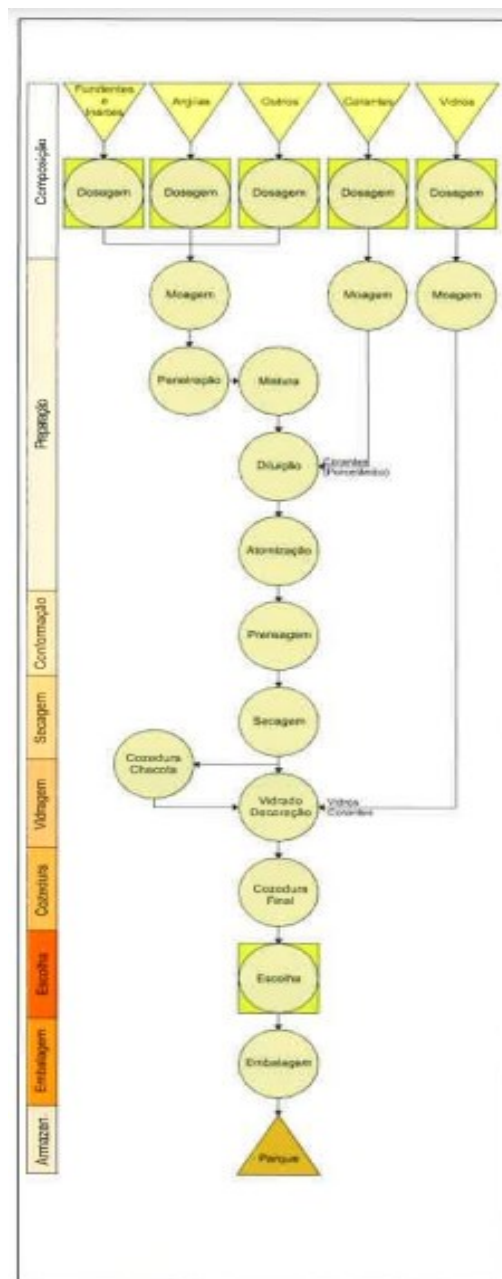 Fundentes
e
Inertes
Argilas
Outros
Corantes
Vidros
Composição
Dosagem
Dosagem
Dosagem
Dosagem
Dosagem
Preparação
Moagem
Moagem
Moagem
Peneiração
Mistura
Diluição
Corantes
(Porcelânico)
Atomização
Conformação
Prensagem
Secagem
Secagem
Cozedura
Chacota
Vidragem
Vidrado
Decoração
Vidros
Corantes
Cozedura
Cozedura
Final
Escolha
Escolha
Embalagem
Embalagem
Armazen.
Parque